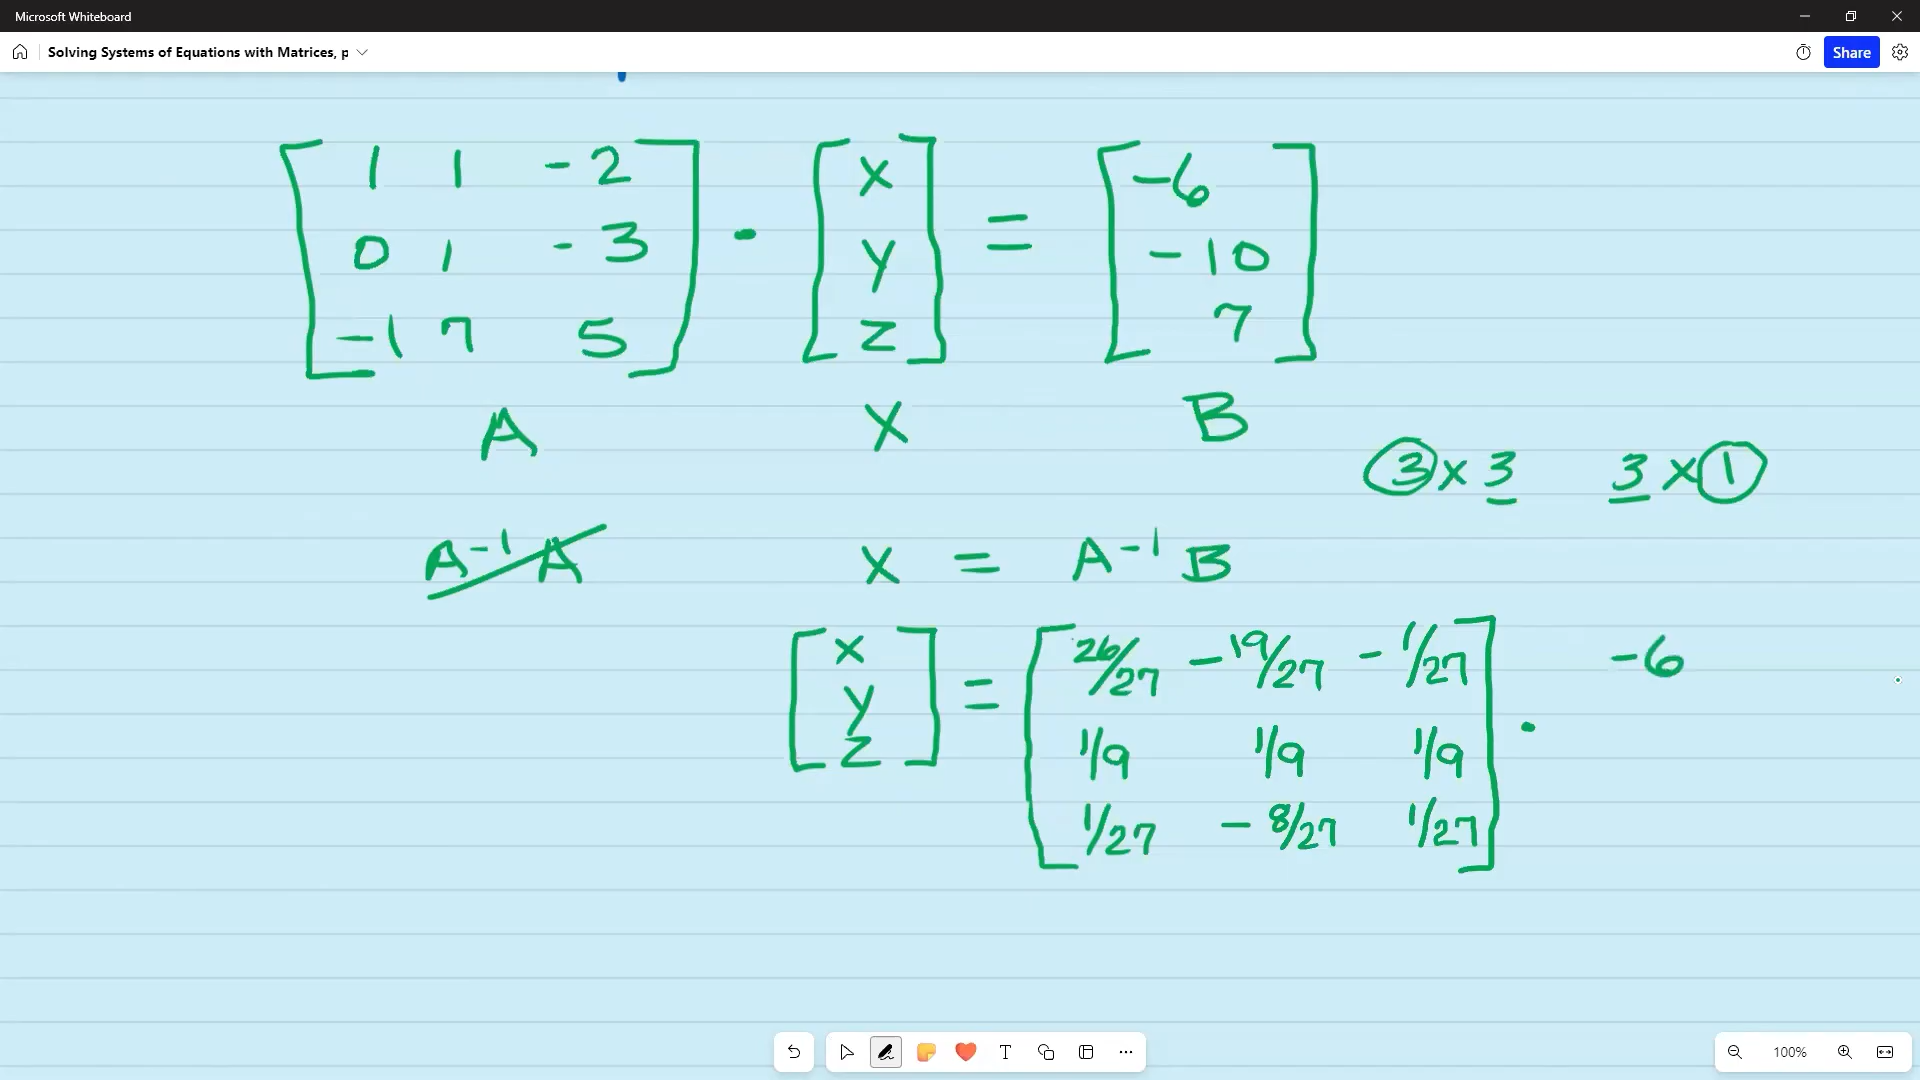 Microsoft Whiteboard
Solving Systems of Equations with Matrices, p
Share
1 1 -2 x -6
0 1 -3 · y = -10
-1 7 5 z 7
A X B
3 x 3 3 x 1
A⁻¹ A X = A⁻¹ B
x 26/27 -19/27 -1/27 -6
y = 1/9 1/9 1/9 ·
z 1/27 -8/27 1/27
T
100%